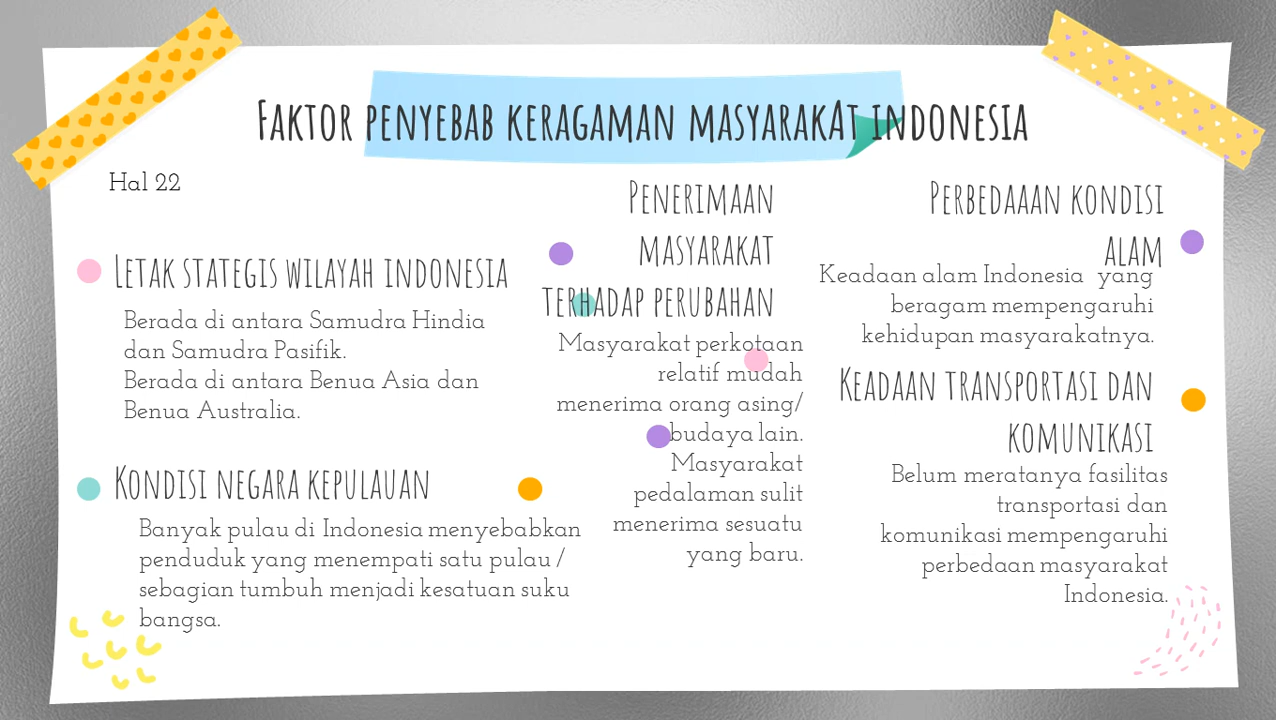 Faktor penyebab keragaman masyarakat Indonesia
Hal 22
Letak stategis wilayah Indonesia
Berada di antara Samudra Hindia
dan Samudra Pasifik.
Berada di antara Benua Asia dan
Benua Australia.
Kondisi negara kepulauan
Banyak pulau di Indonesia menyebabkan
penduduk yang menempati satu pulau /
sebagian tumbuh menjadi kesatuan suku
bangsa.
Penerimaan
masyarakat
terhadap perubahan
Masyarakat perkotaan
relatif mudah
menerima orang asing/
budaya lain.
Masyarakat
pedalaman sulit
menerima sesuatu
yang baru.
Perbedaaan kondisi
alam
Keadaan alam Indonesia yang
beragam mempengaruhi
kehidupan masyarakatnya.
Keadaan transportasi dan
komunikasi
Belum meratanya fasilitas
transportasi dan
komunikasi mempengaruhi
perbedaan masyarakat
Indonesia.